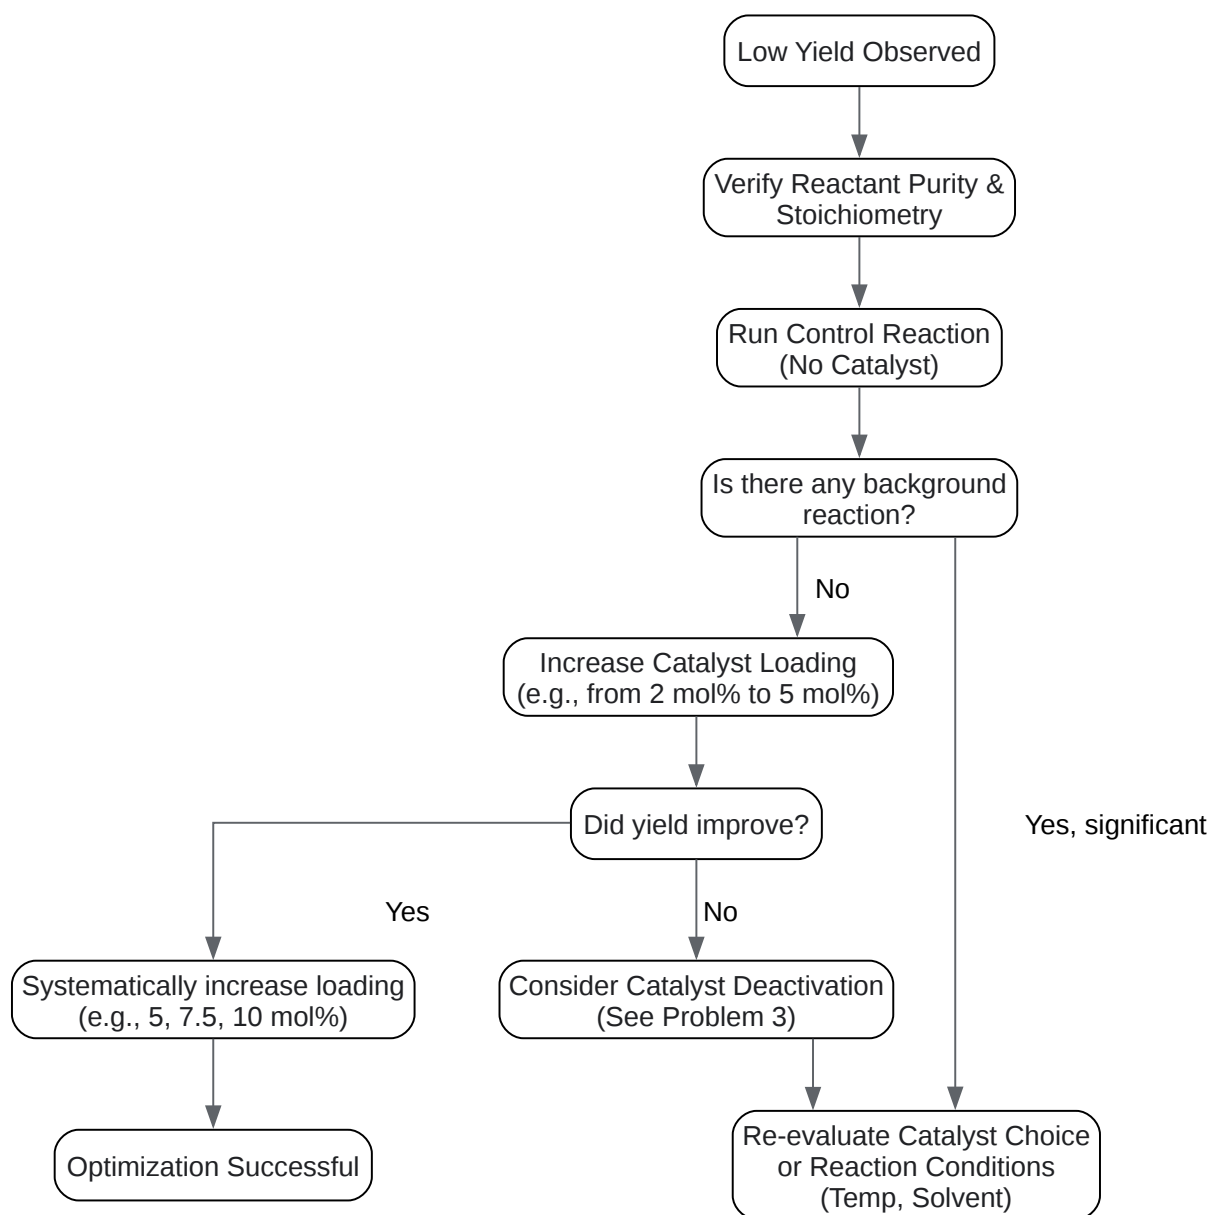 Low Yield Observed
Verify Reactant Purity &
Stoichiometry
Run Control Reaction
(No Catalyst)
Is there any background
reaction?
No
Increase Catalyst Loading
(e.g., from 2 mol% to 5 mol%)
Did yield improve?
Yes, significant
Yes
No
Systematically increase loading
(e.g., 5, 7.5, 10 mol%)
Consider Catalyst Deactivation
(See Problem 3)
Optimization Successful
Re-evaluate Catalyst Choice
or Reaction Conditions
(Temp, Solvent)